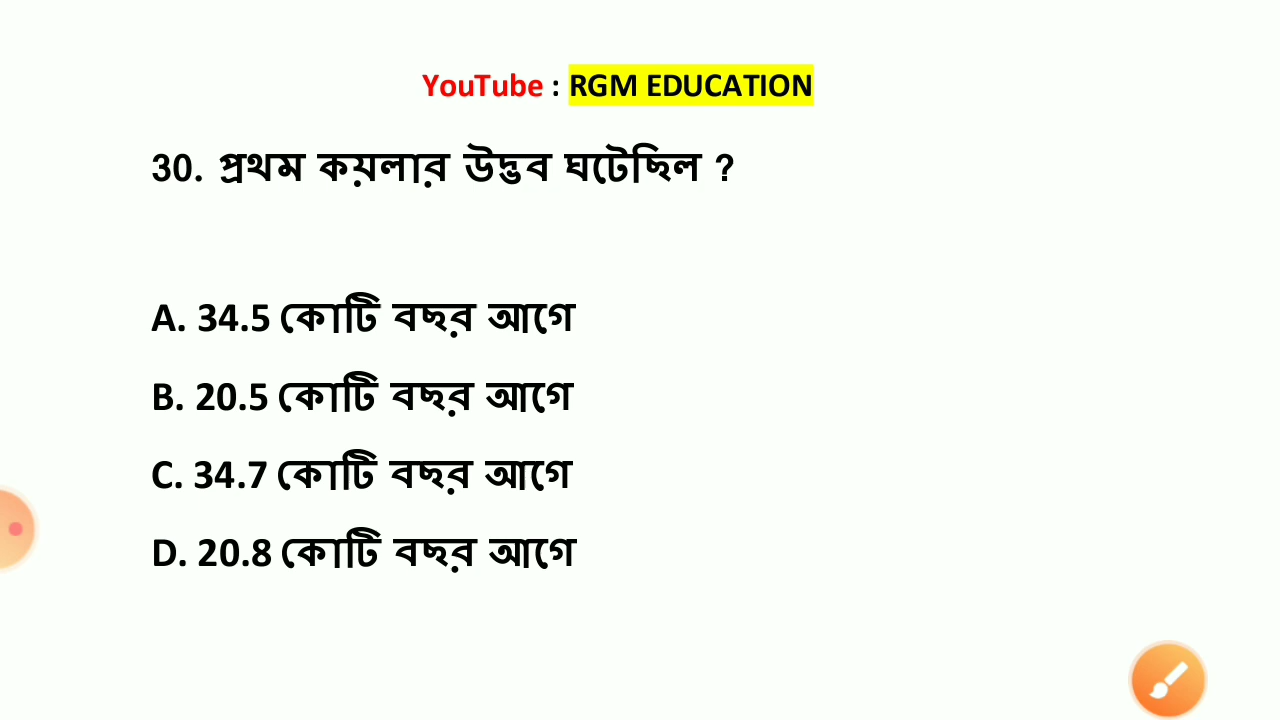 YouTube : RGM EDUCATION
30. প্রথম কয়লার উদ্ভব ঘটেছিল ?
A. 34.5 কোটি বছর আগে
B. 20.5 কোটি বছর আগে
C. 34.7 কোটি বছর আগে
D. 20.8 কোটি বছর আগে